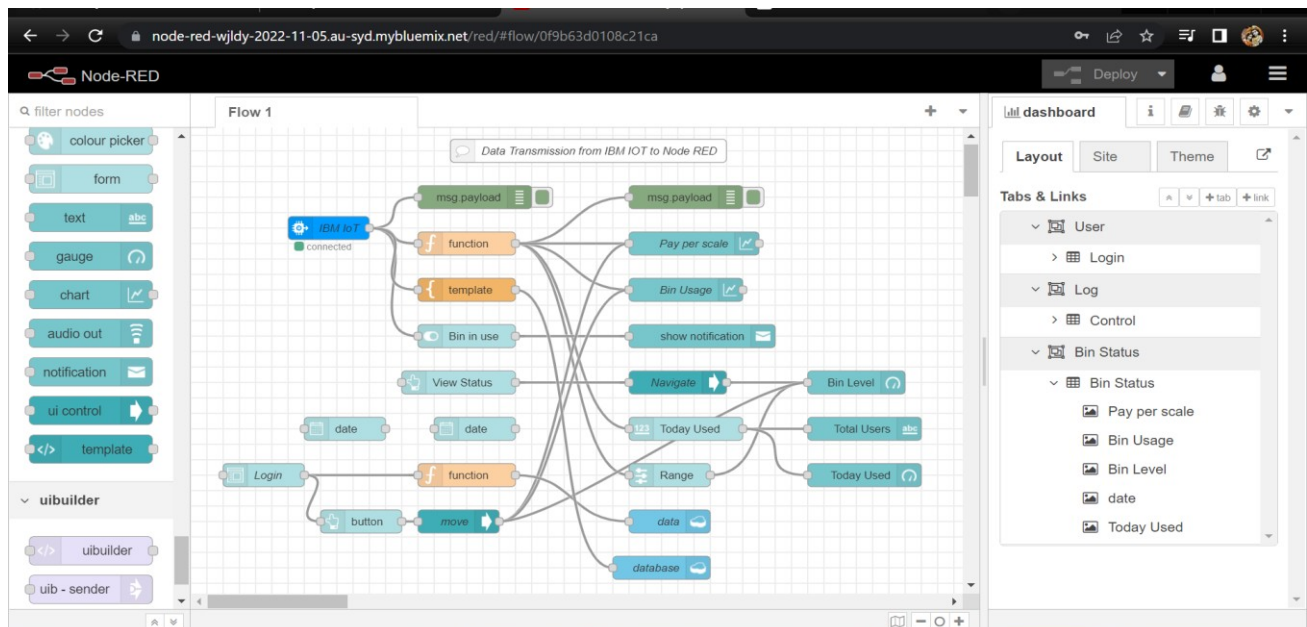 node-red-wjldy-2022-11-05.au-syd.mybluemix.net/red/#flow/0f9b63d0108c21ca
Node-RED
Deploy
filter nodes
colour picker
form
text
abc
gauge
chart
audio out
notification
ui control
template
uibuilder
uibuilder
uib - sender
Flow 1
Data Transmission from IBM IOT to Node RED
msg.payload
msg.payload
IBM IoT
connected
function
Pay per scale
template
Bin Usage
Bin in use
show notification
View Status
Navigate
Bin Level
date
date
123
Today Used
Total Users
abc
Login
function
Range
Today Used
button
move
data
database
dashboard
i
Layout
Site
Theme
Tabs & Links
+ tab
+ link
User
Login
Log
Control
Bin Status
Bin Status
Pay per scale
Bin Usage
Bin Level
date
Today Used